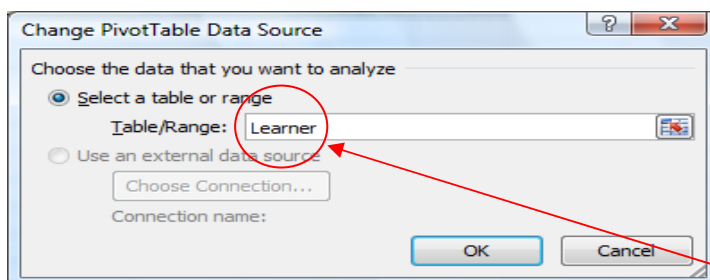 Change PivotTable Data Source
Choose the data that you want to analyze
Select a table or range
Table/Range: Learner
Use an external data source
Choose Connection...
Connection name:
OK Cancel